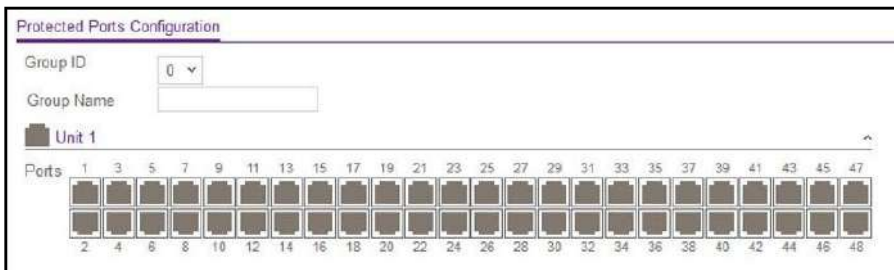 Protected Ports Configuration
Group ID 0
Group Name
Unit 1
Ports 1 3 5 7 9 11 13 15 17 19 21 23 25 27 29 31 33 35 37 39 41 43 45 47
2 4 6 8 10 12 14 16 18 20 22 24 26 28 30 32 34 36 38 40 42 44 46 48